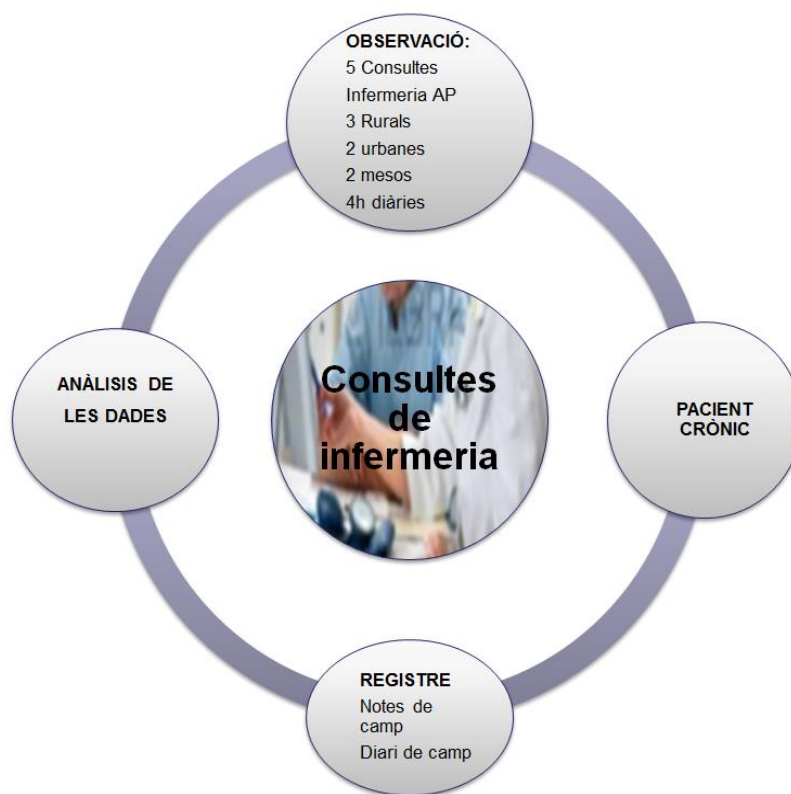 OBSERVACIÓ:
5 Consultes
Infermeria AP
3 Rurals
2 urbanes
2 mesos
4h diàries
ANÀLISIS DE
LES DADES
Consultes
de
infermeria
PACIENT
CRÒNIC
REGISTRE
Notes de
camp
Diari de camp